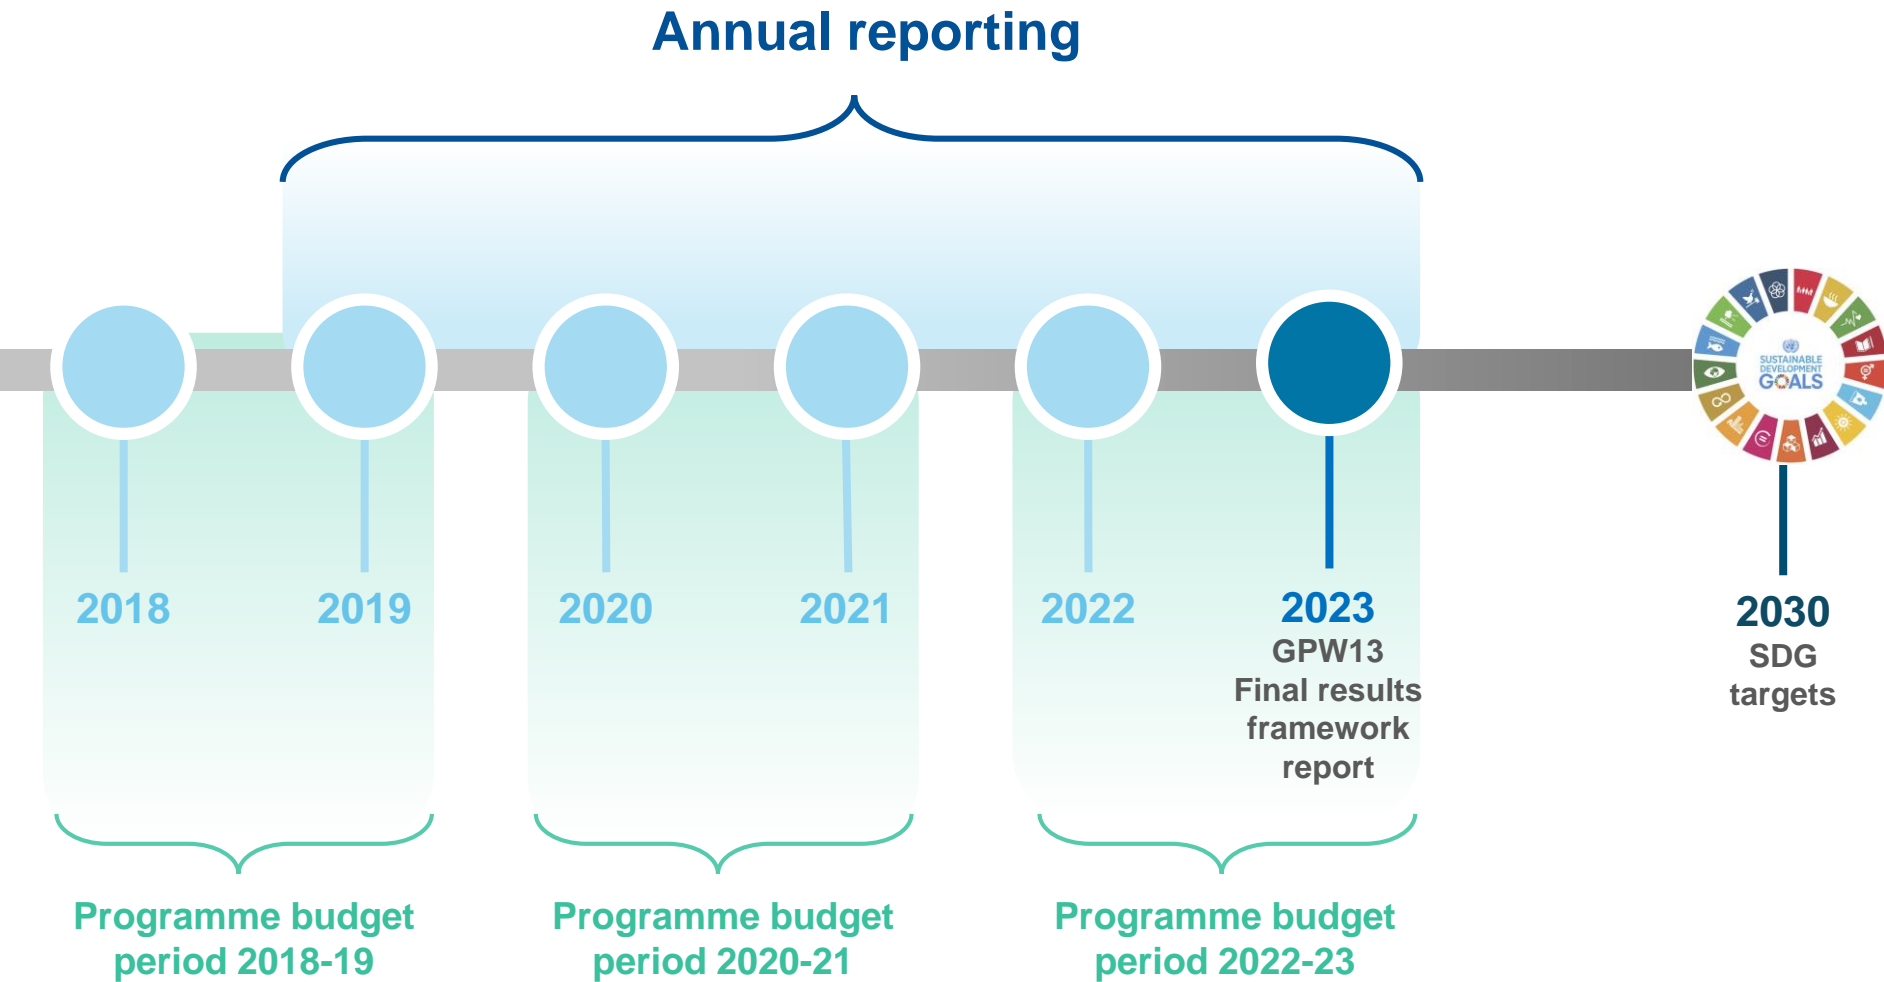 Annual reporting
SUSTAINABLE
DEVELOPMENT
GOALS
2018
2019
2020
2021
2022
2023
GPW13
Final results
framework
report
2030
SDG
targets
Programme budget
period 2018-19
Programme budget
period 2020-21
Programme budget
period 2022-23